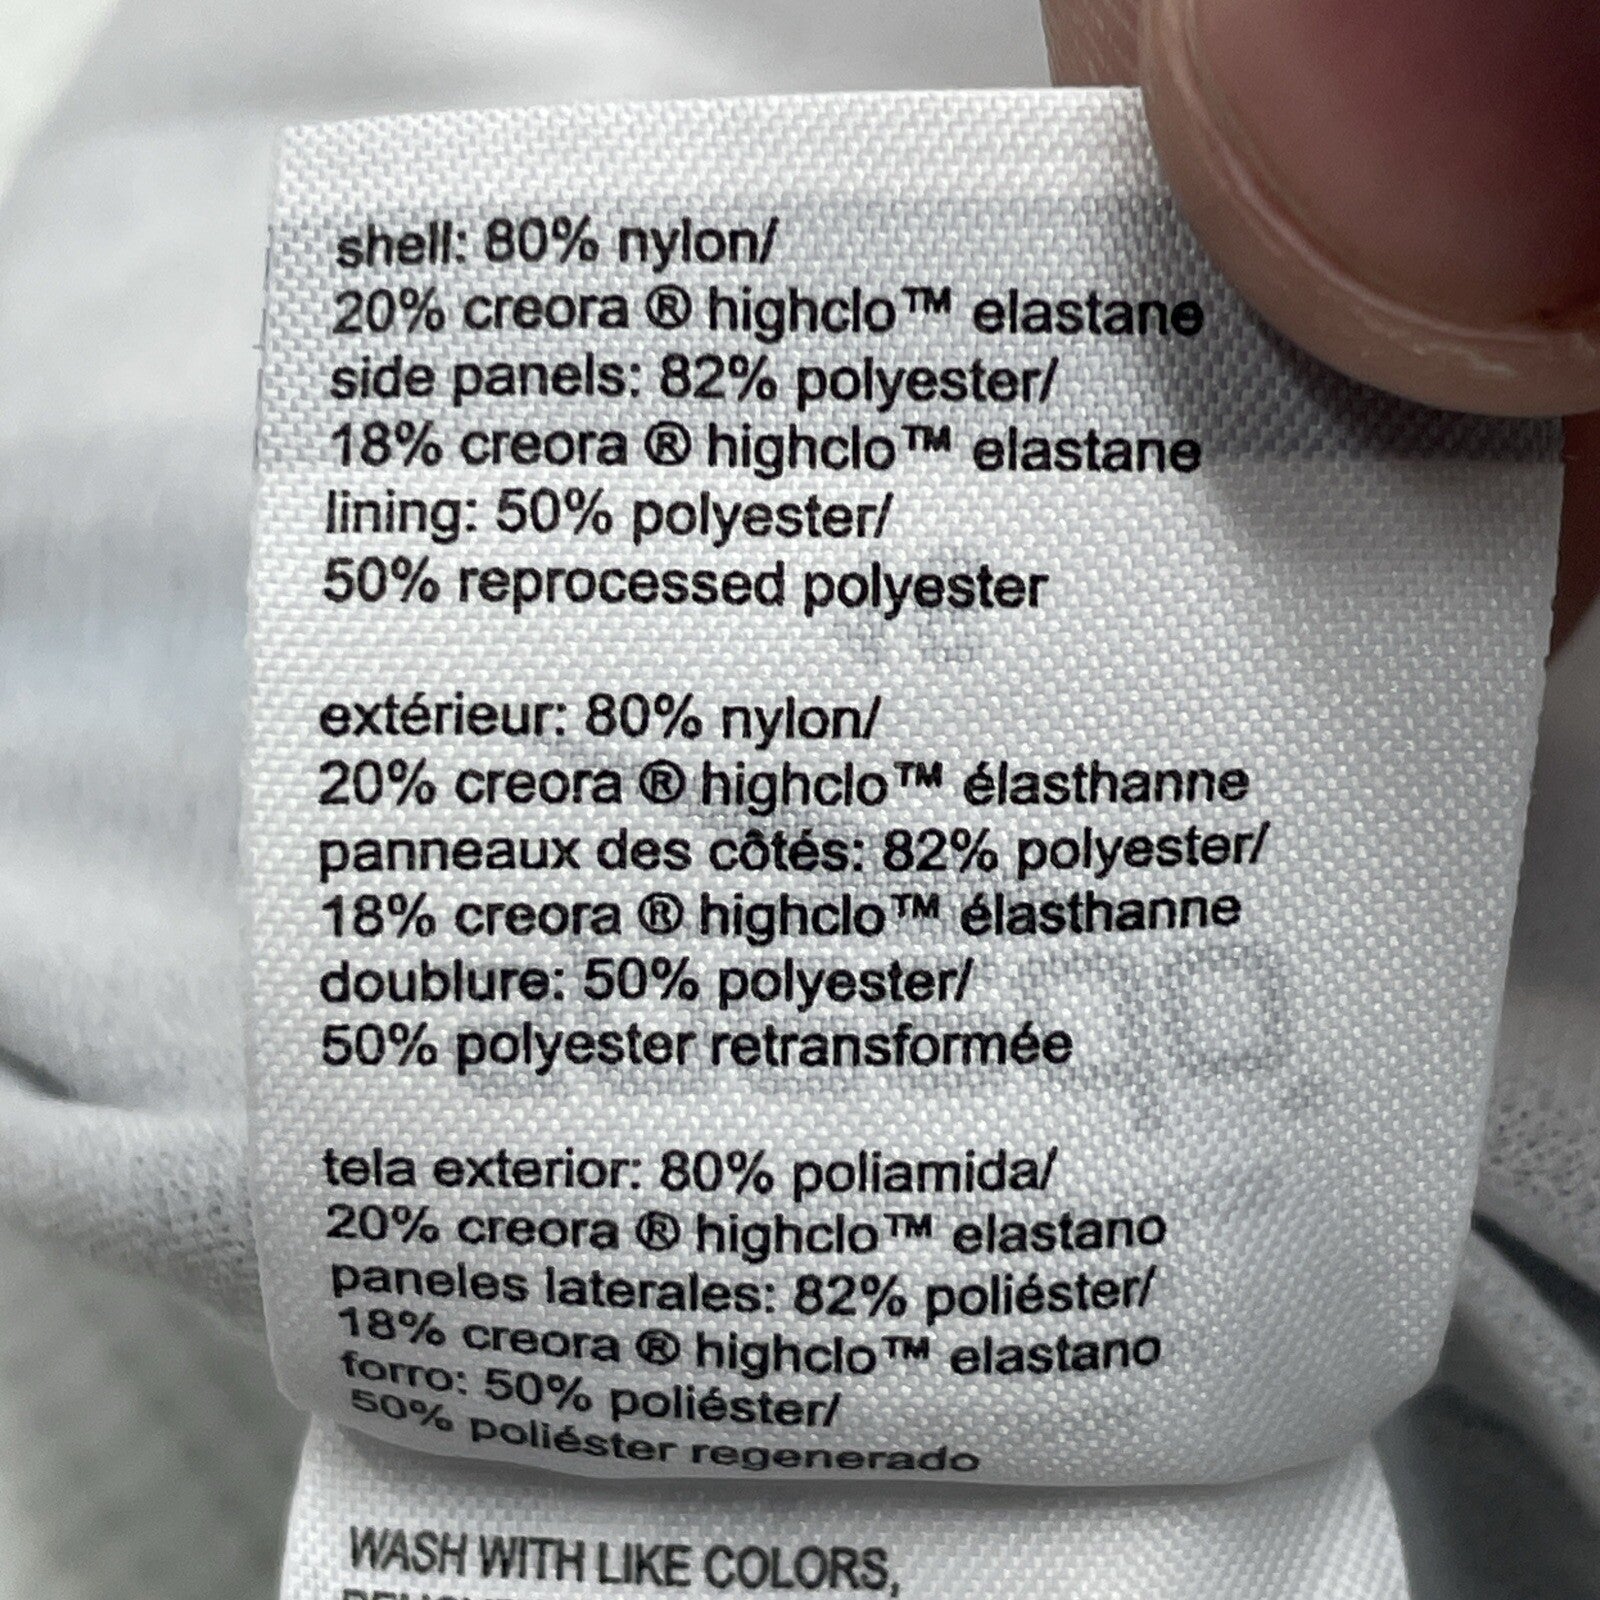 shell: 80% nylon/
20% creora ® highclo™ elastane
side panels: 82% polyester/
18% creora ® highclo™ elastane
lining: 50% polyester/
50% reprocessed polyester
extérieur: 80% nylon/
20% creora ® highclo™ élasthanne
panneaux des côtés: 82% polyester/
18% creora ® highclo™ élasthanne
doublure: 50% polyester/
50% polyester retransformée
tela exterior: 80% poliamida/
20% creora ® highclo™ elastano
paneles laterales: 82% poliéster/
18% creora ® highclo™ elastano
forro: 50% poliéster/
50% poliéster regenerado
WASH WITH LIKE COLORS,